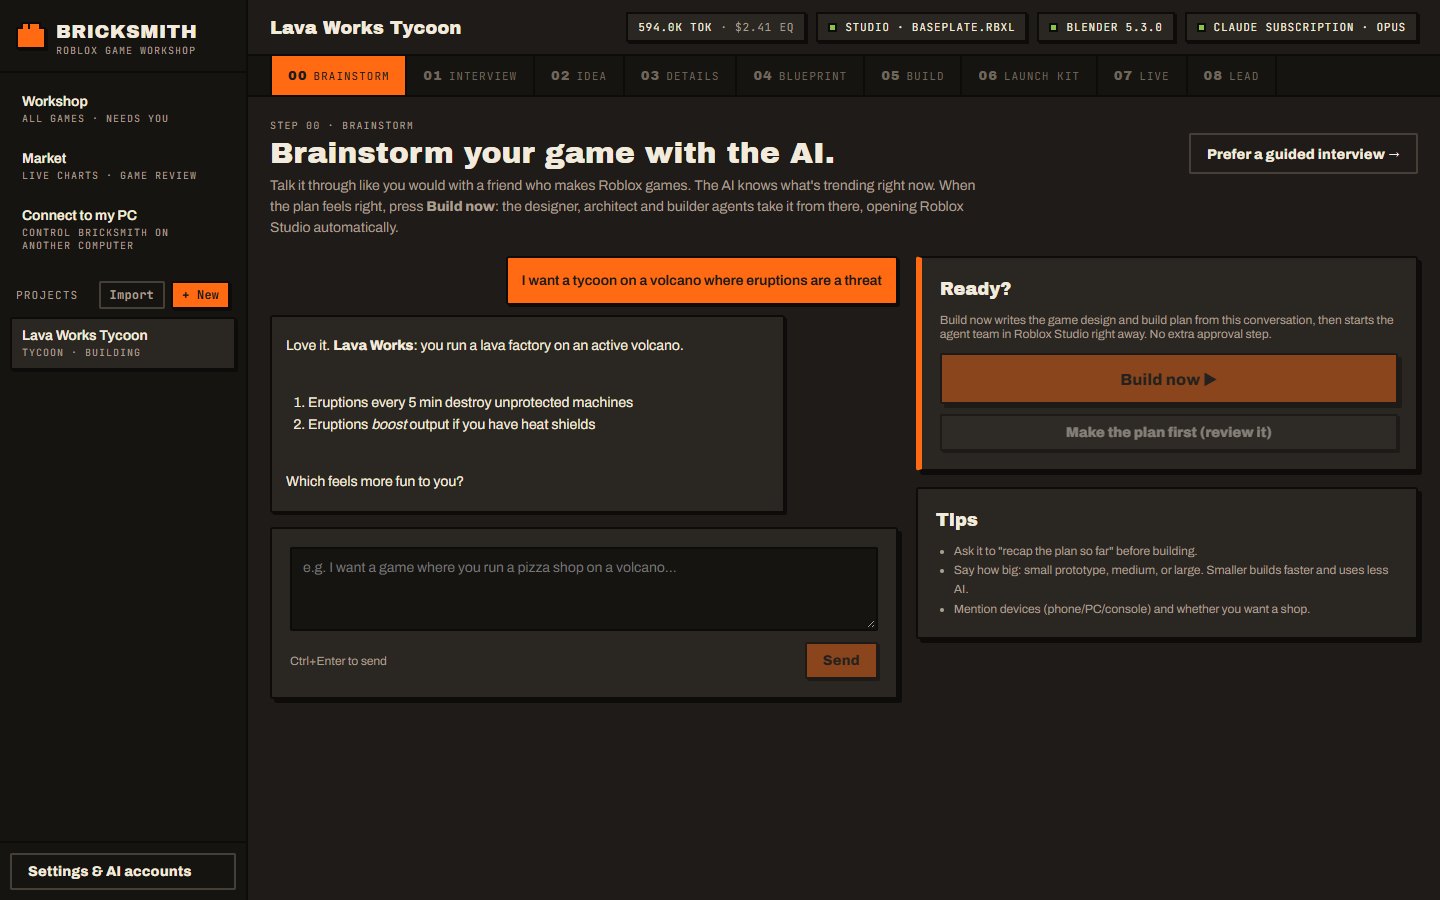 BRICKSMITH
ROBLOX GAME WORKSHOP
Workshop
ALL GAMES · NEEDS YOU
Market
LIVE CHARTS · GAME REVIEW
Connect to my PC
CONTROL BRICKSMITH ON
ANOTHER COMPUTER
PROJECTS Import + New
Lava Works Tycoon
TYCOON · BUILDING
Settings & AI accounts
Lava Works Tycoon
594.0K TOK · $2.41 EQ
STUDIO · BASEPLATE.RBXL
BLENDER 5.3.0
CLAUDE SUBSCRIPTION · OPUS
00 BRAINSTORM 01 INTERVIEW 02 IDEA 03 DETAILS 04 BLUEPRINT 05 BUILD 06 LAUNCH KIT 07 LIVE 08 LEAD
STEP 00 · BRAINSTORM
Brainstorm your game with the AI.
Talk it through like you would with a friend who makes Roblox games. The AI knows what's trending right now. When
the plan feels right, press Build now: the designer, architect and builder agents take it from there, opening Roblox
Studio automatically.
Prefer a guided interview →
I want a tycoon on a volcano where eruptions are a threat
Love it. Lava Works: you run a lava factory on an active volcano.
1. Eruptions every 5 min destroy unprotected machines
2. Eruptions boost output if you have heat shields
Which feels more fun to you?
e.g. I want a game where you run a pizza shop on a volcano...
Ctrl+Enter to send
Send
Ready?
Build now writes the game design and build plan from this conversation, then starts the
agent team in Roblox Studio right away. No extra approval step.
Build now ▶
Make the plan first (review it)
Tips
• Ask it to "recap the plan so far" before building.
• Say how big: small prototype, medium, or large. Smaller builds faster and uses less
AI.
• Mention devices (phone/PC/console) and whether you want a shop.